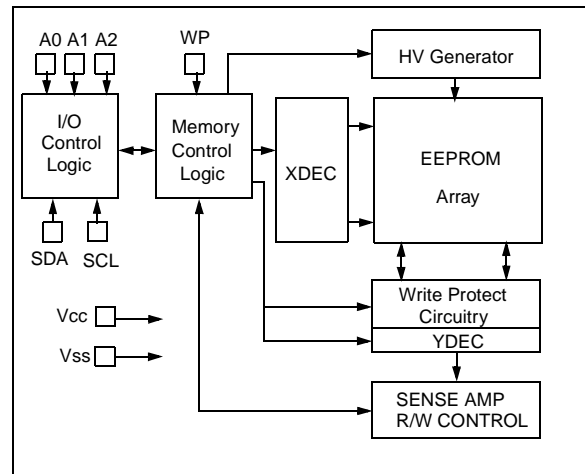 A0 A1 A2
WP
HV Generator
I/O
Control
Logic
Memory
Control
Logic
XDEC
EEPROM
Array
SDA
SCL
Write Protect
Circuitry
YDEC
Vcc
Vss
SENSE AMP
R/W CONTROL